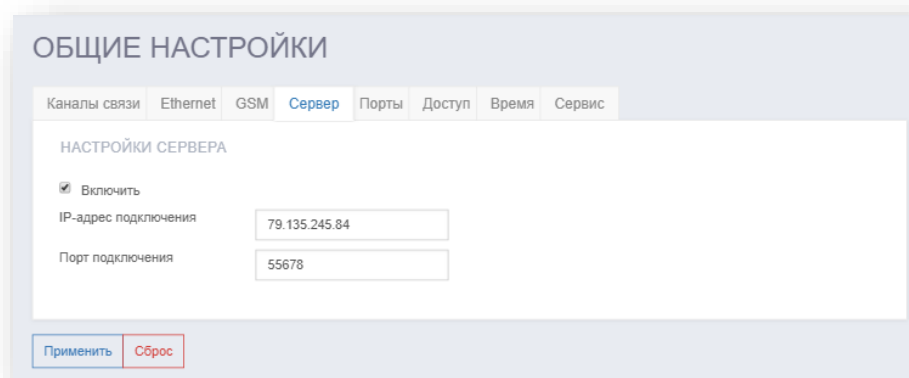 ОБЩИЕ НАСТРОЙКИ
Каналы связи Ethernet GSM Сервер Порты Доступ Время Сервис
НАСТРОЙКИ СЕРВЕРА
Включить
IP-адрес подключения 79.135.245.84
Порт подключения 55678
Применить Сброс